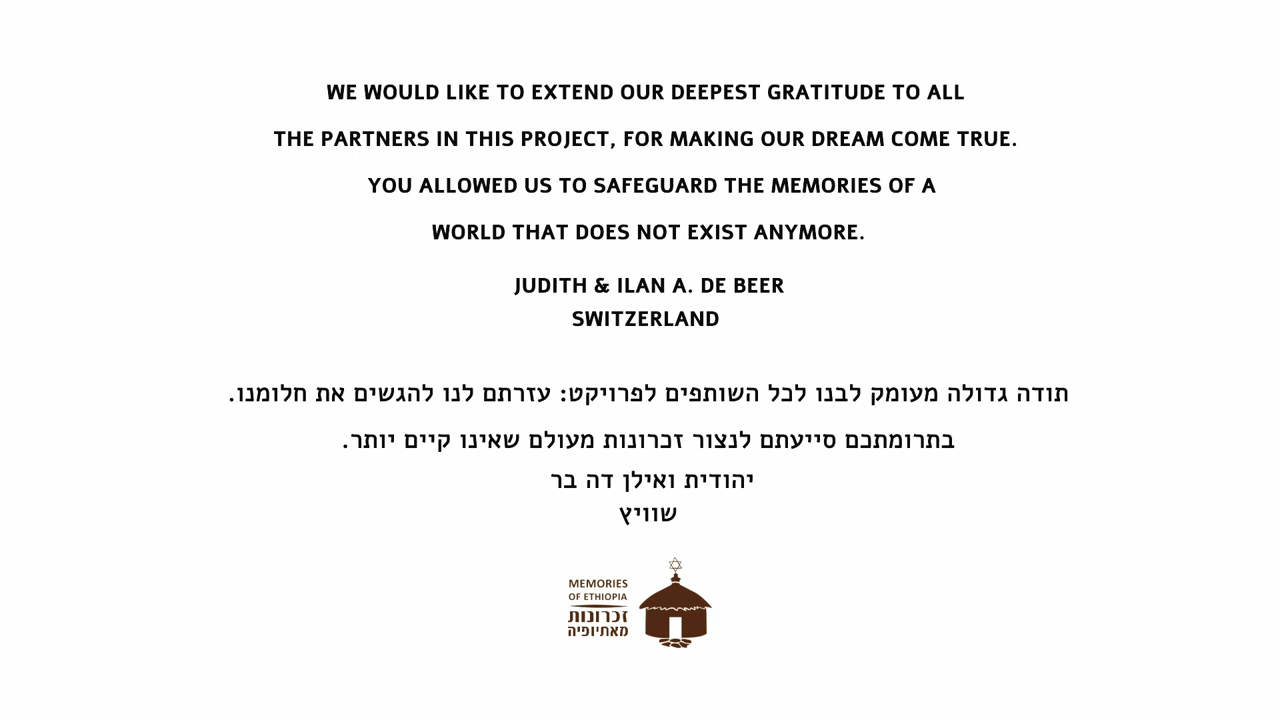 WE WOULD LIKE TO EXTEND OUR DEEPEST GRATITUDE TO ALL
THE PARTNERS IN THIS PROJECT, FOR MAKING OUR DREAM COME TRUE.
YOU ALLOWED US TO SAFEGUARD THE MEMORIES OF A
WORLD THAT DOES NOT EXIST ANYMORE.
JUDITH & ILAN A. DE BEER
SWITZERLAND
תודה גדולה מעומק לבנו לכל השותפים לפרויקט: עזרתם לנו להגשים את חלומנו.
בתרומתכם סייעתם לנצור זכרונות מעולם שאינו קיים יותר.
יהודית ואילן דה בר
שוויץ
MEMORIES
OF ETHIOPIA
זכרונות
מאתיופיה